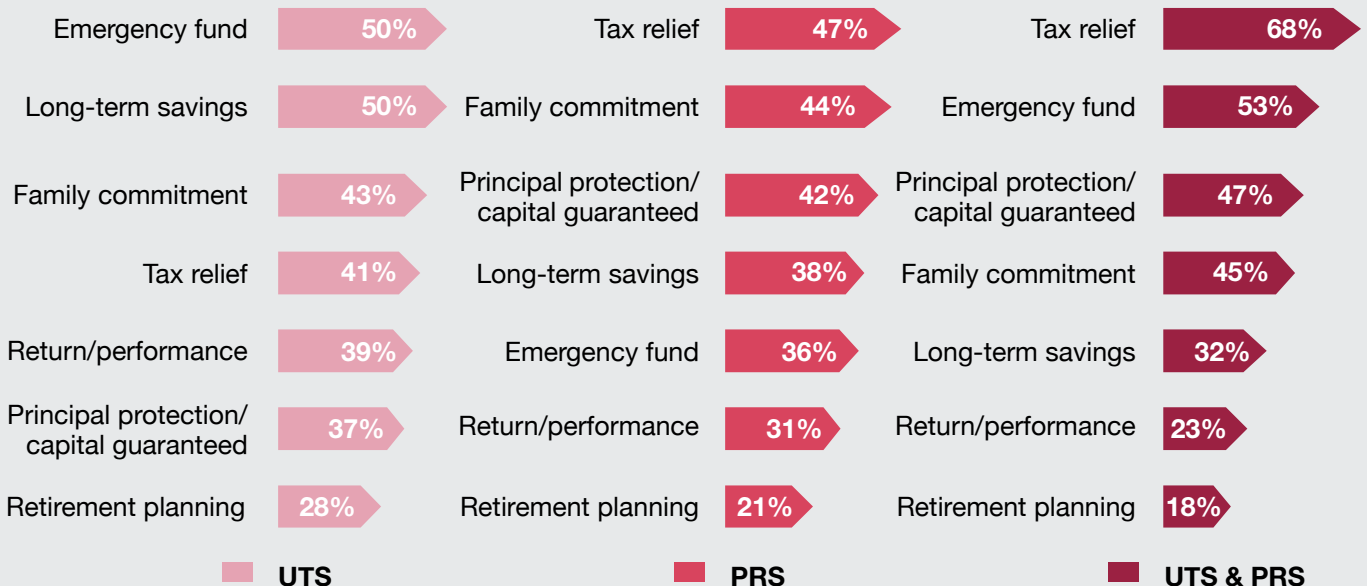 Emergency fund 50% Tax relief 47% Tax relief 68%
Long-term savings 50% Family commitment 44% Emergency fund 53%
Family commitment 43% Principal protection/ capital guaranteed 42% Principal protection/ capital guaranteed 47%
Tax relief 41% Long-term savings 38% Family commitment 45%
Return/performance 39% Emergency fund 36% Long-term savings 32%
Principal protection/ capital guaranteed 37% Return/performance 31% Return/performance 23%
Retirement planning 28% Retirement planning 21% Retirement planning 18%
UTS PRS UTS & PRS